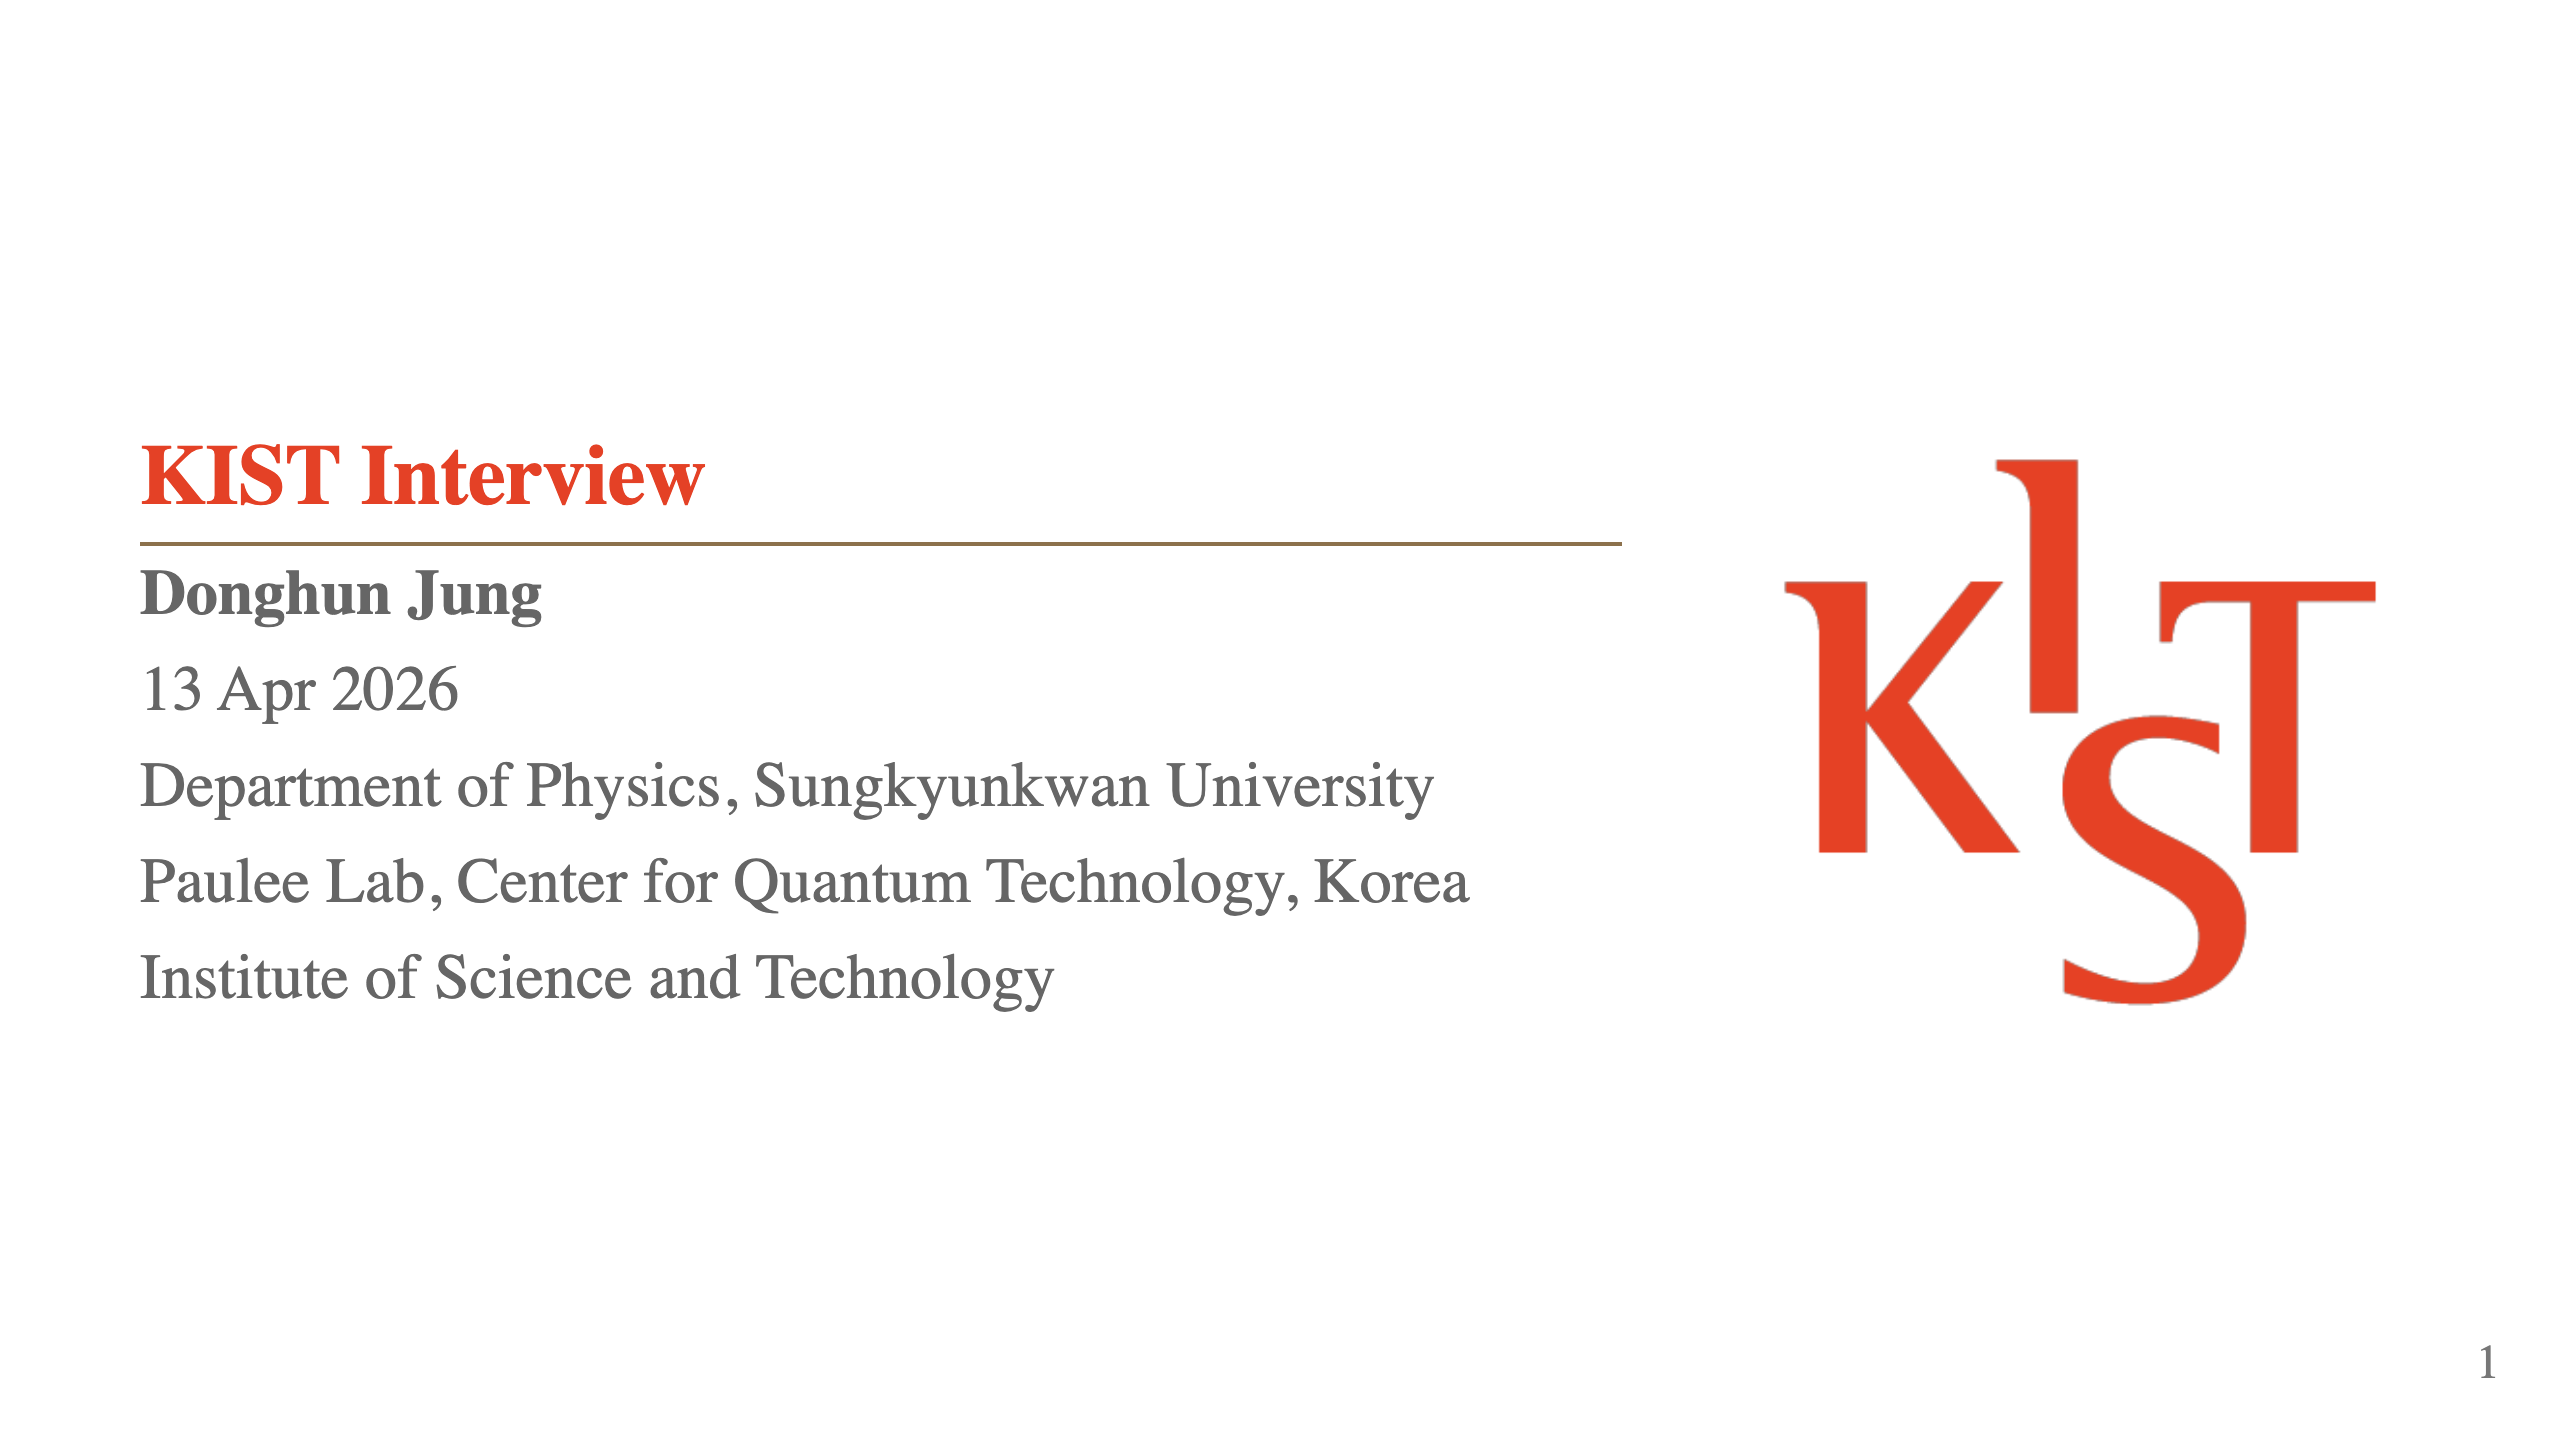 KIST Interview
Donghun Jung
13 Apr 2026
Department of Physics, Sungkyunkwan University
Paulee Lab, Center for Quantum Technology, Korea
Institute of Science and Technology
KIST
1